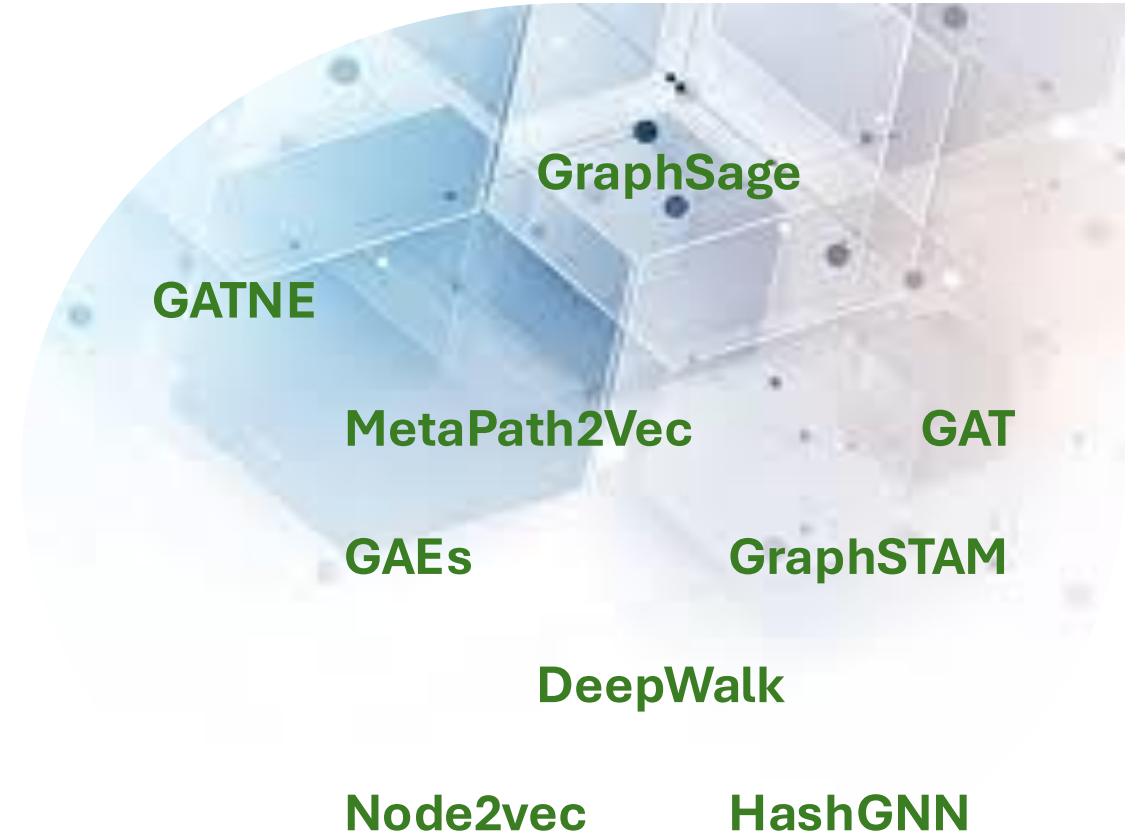 GraphSage
GATNE
MetaPath2Vec
GAT
GAEs
GraphSTAM
DeepWalk
Node2vec
HashGNN